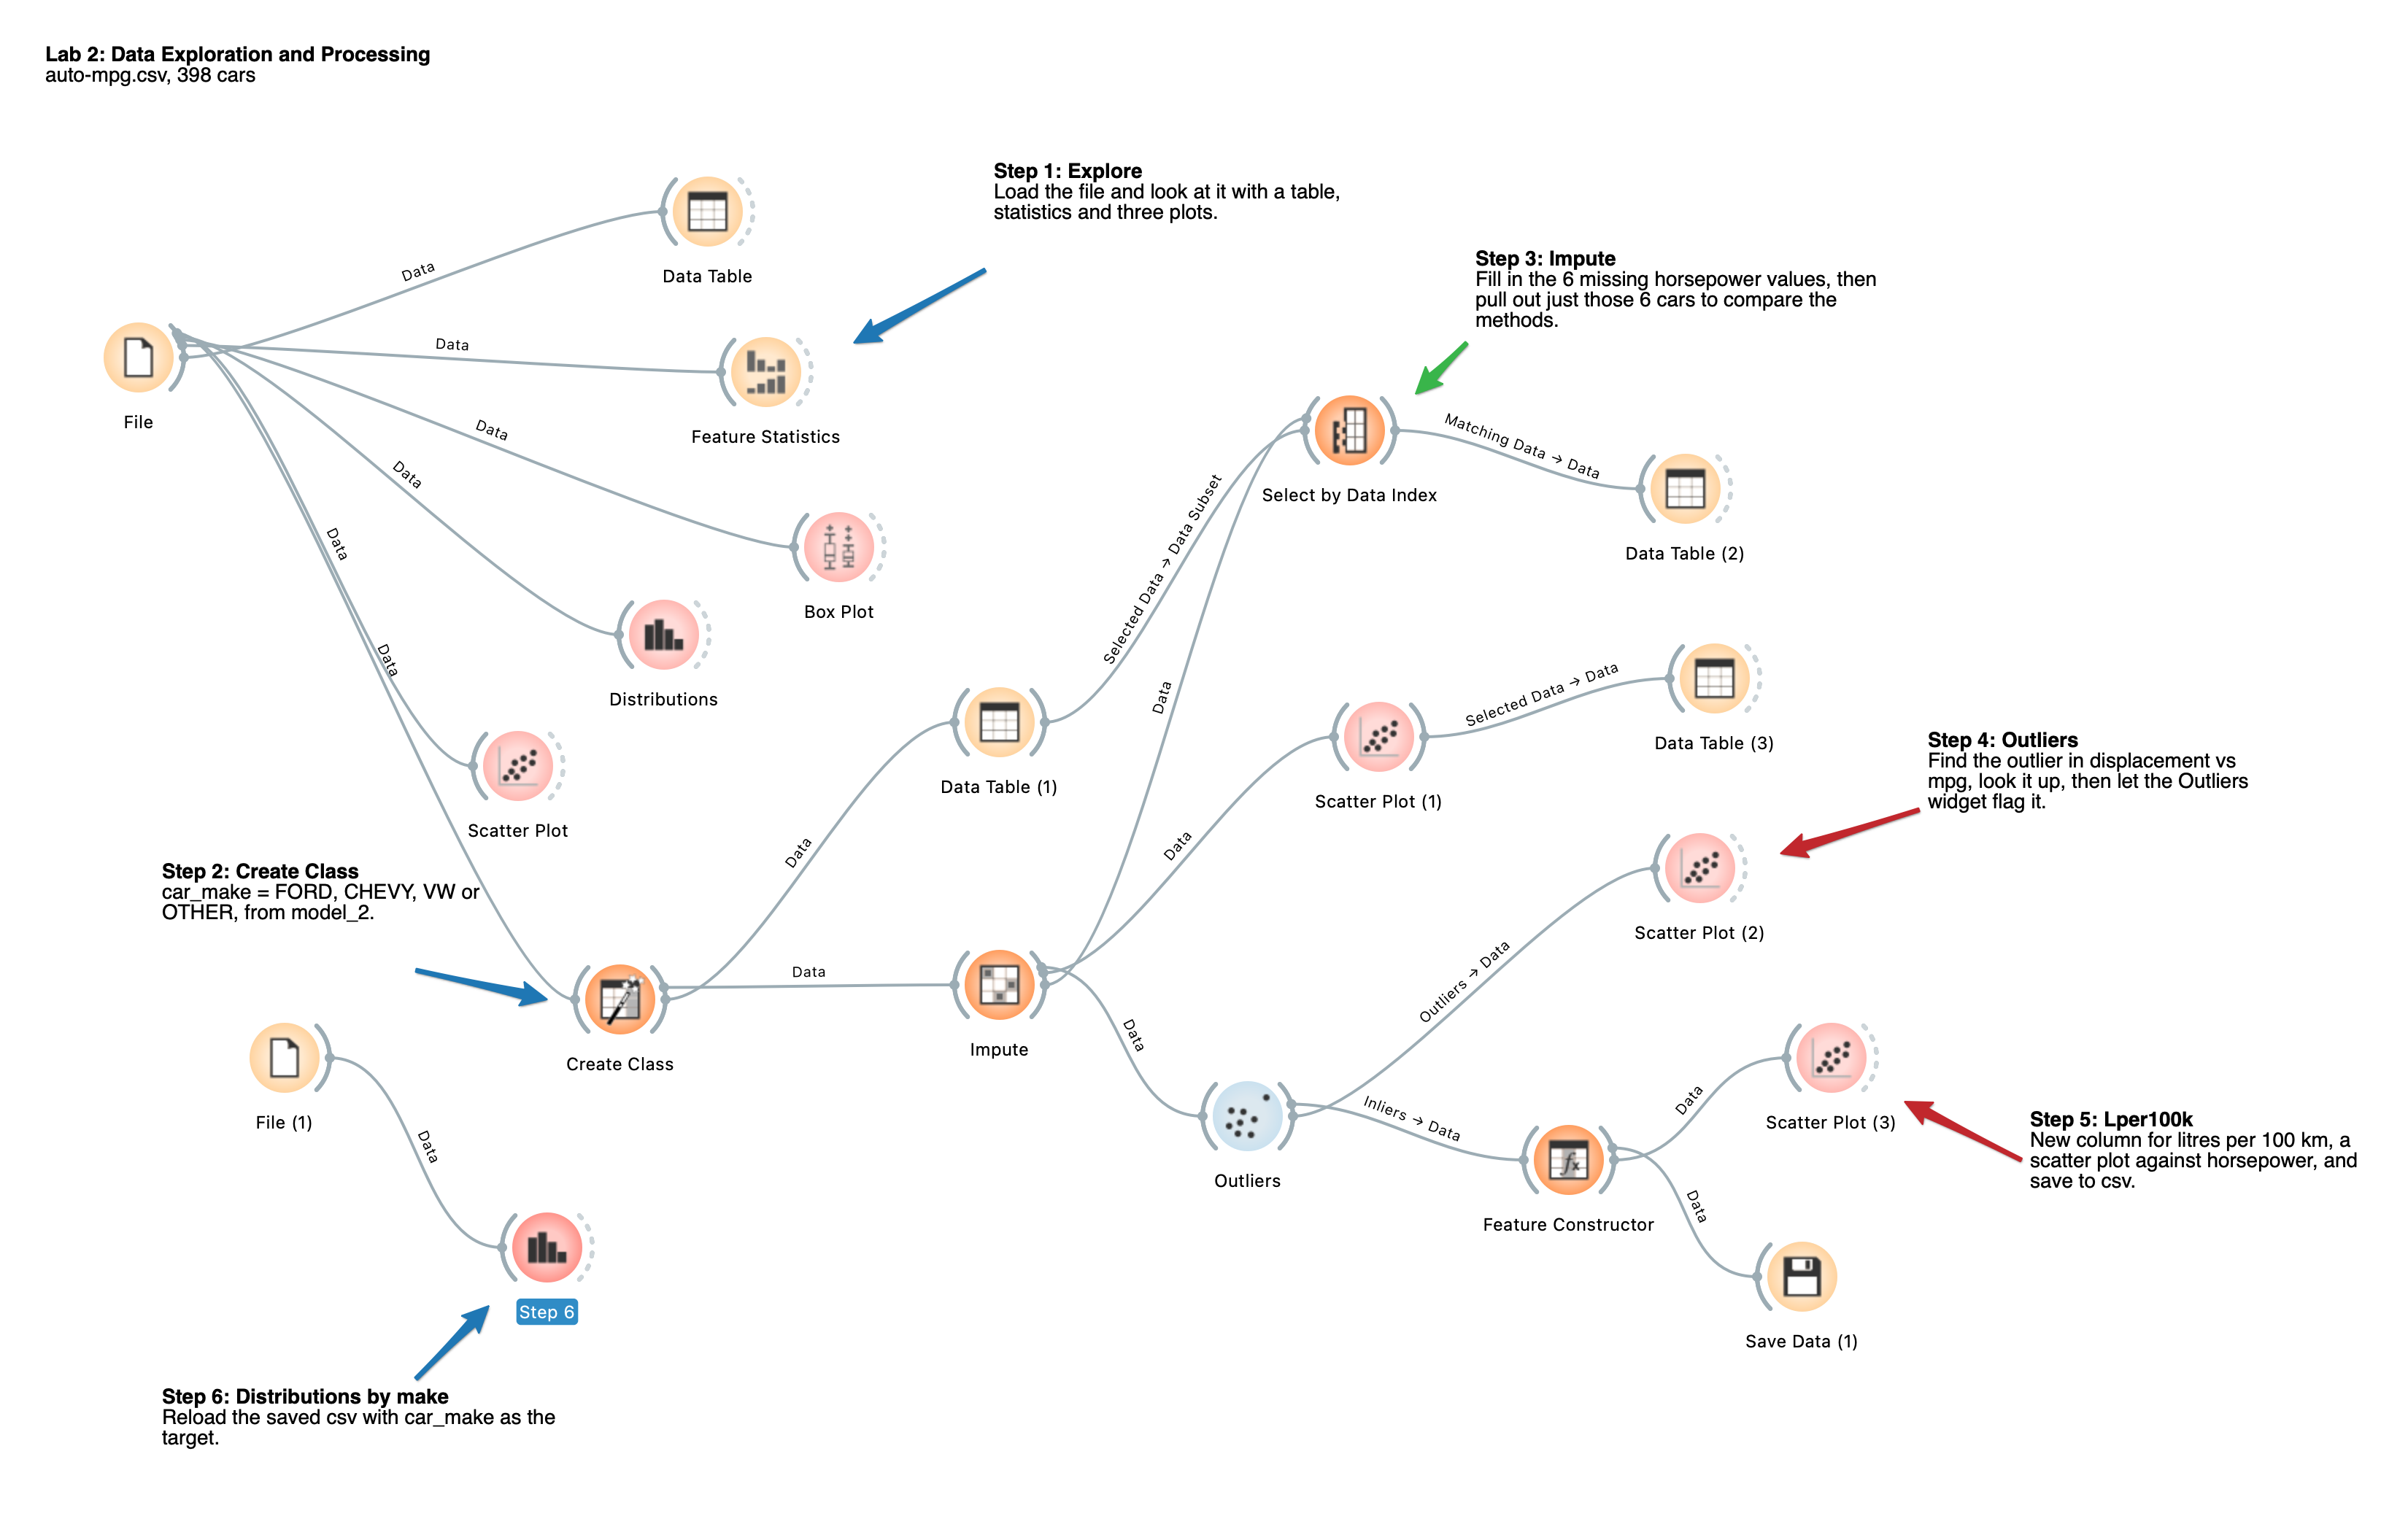 Lab 2: Data Exploration and Processing
auto-mpg.csv, 398 cars
Step 1: Explore
Load the file and look at it with a table,
statistics and three plots.
Data
Data Table
Data
Feature Statistics
File
Data
Box Plot
Data
Distributions
Data
Scatter Plot
Data
Step 2: Create Class
car_make = FORD, CHEVY, VW or
OTHER, from model_2.
Create Class
Data
Data Table (1)
Data
Impute
Step 3: Impute
Fill in the 6 missing horsepower values, then
pull out just those 6 cars to compare the
methods.
Selected Data → Data Subset
Data
Select by Data Index
Matching Data → Data
Data Table (2)
Data
Scatter Plot (1)
Selected Data → Data
Data Table (3)
Step 4: Outliers
Find the outlier in displacement vs
mpg, look it up, then let the Outliers
widget flag it.
Data
Outliers
Outliers → Data
Scatter Plot (2)
Inliers → Data
Feature Constructor
Data
Scatter Plot (3)
Data
Save Data (1)
Step 5: Lper100k
New column for litres per 100 km, a
scatter plot against horsepower, and
save to csv.
File (1)
Data
Step 6
Step 6: Distributions by make
Reload the saved csv with car_make as the
target.